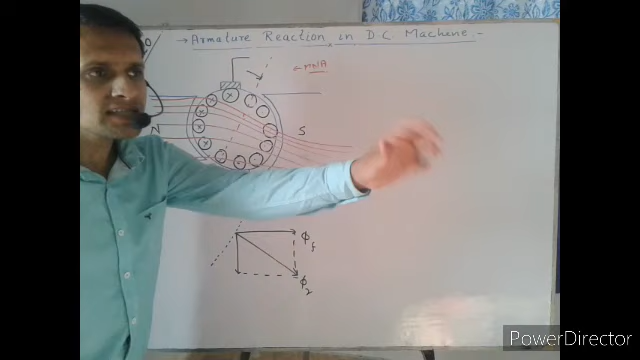 → Armature Reaction in D.C. Machine.-
MNA
N
S
ϕf
ϕr
PowerDirector